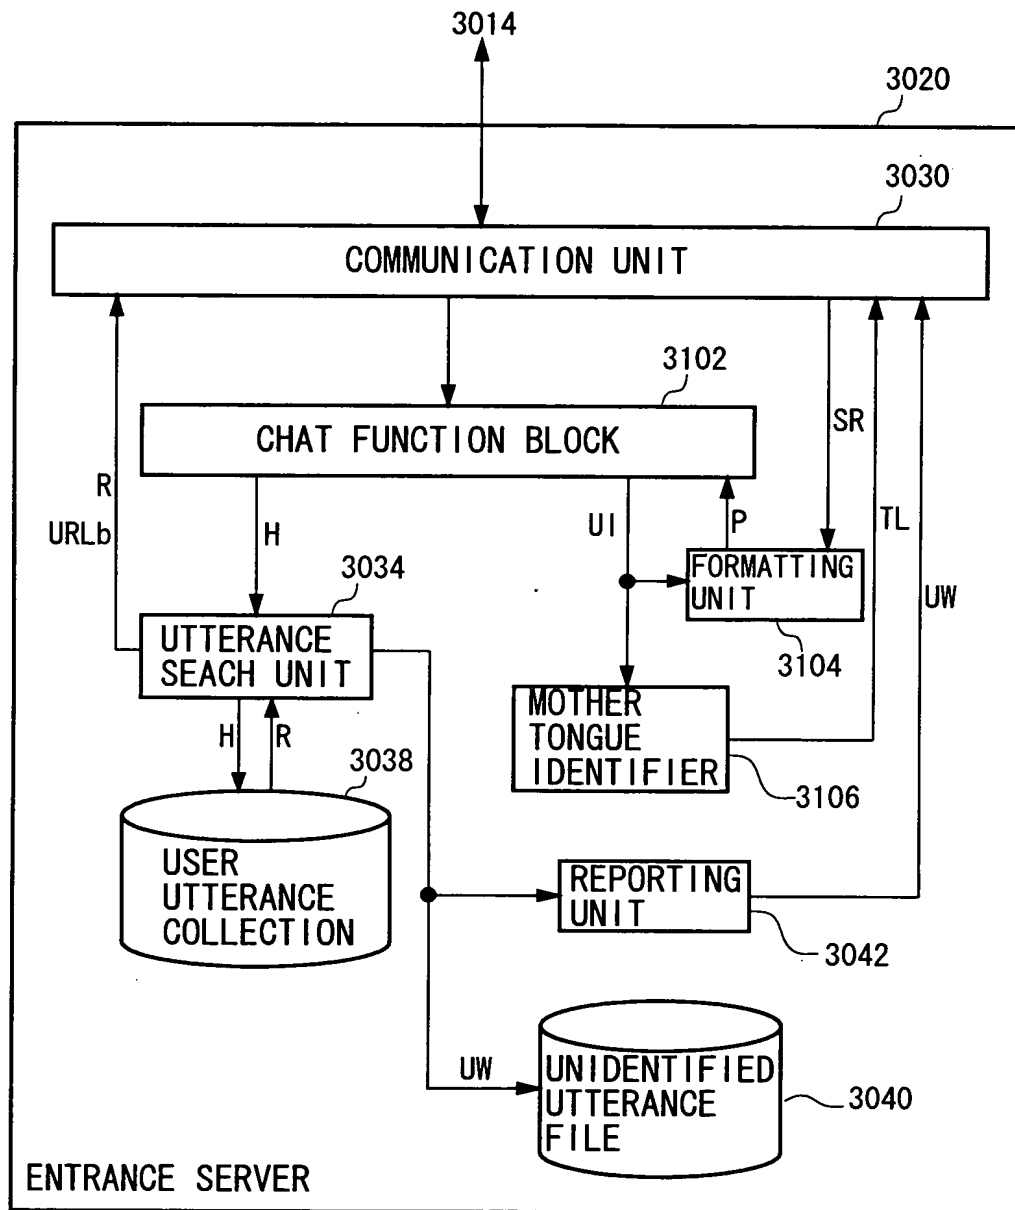 3014
3020
3030
COMMUNICATION UNIT
3102
CHAT FUNCTION BLOCK
SR
R
URLb
H
UI
P
TL
3034
FORMATTING
UNIT
UW
UTTERANCE
SEACH UNIT
3104
MOTHER
TONGUE
IDENTIFIER
H
R
3038
3106
USER
UTTERANCE
COLLECTION
REPORTING
UNIT
3042
UW
UNIDENTIFIED
UTTERANCE
FILE
3040
ENTRANCE SERVER